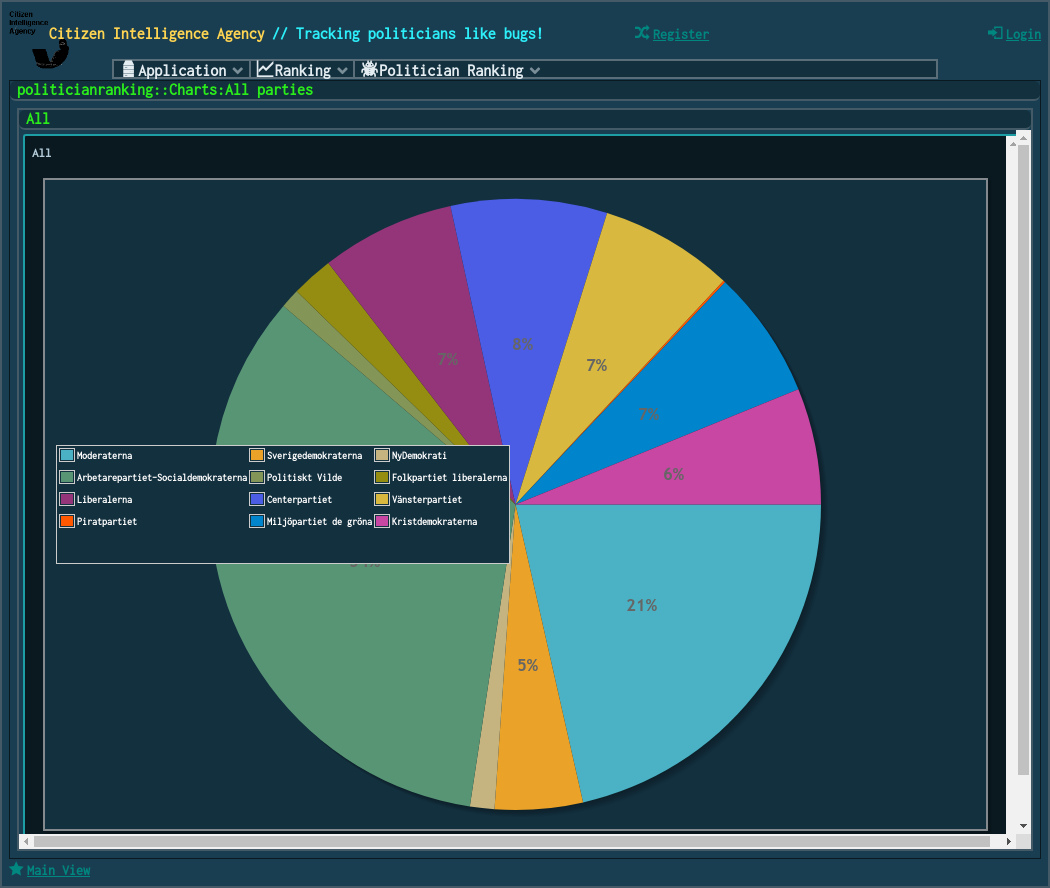 Citizen
Intelligence
Agency
Citizen Intelligence Agency // Tracking politicians like bugs!
Register
Login
Application
Ranking
Politician Ranking
politicianranking::Charts:All parties
All
All
8%
7%
7%
7%
6%
Moderaterna
Sverigedemokraterna
NyDemokrati
Arbetarepartiet-Socialdemokraterna
Politiskt Vilde
Folkpartiet liberalerna
Liberalerna
Centerpartiet
Vänsterpartiet
Piratpartiet
Miljöpartiet de gröna
Kristdemokraterna
21%
5%
Main View